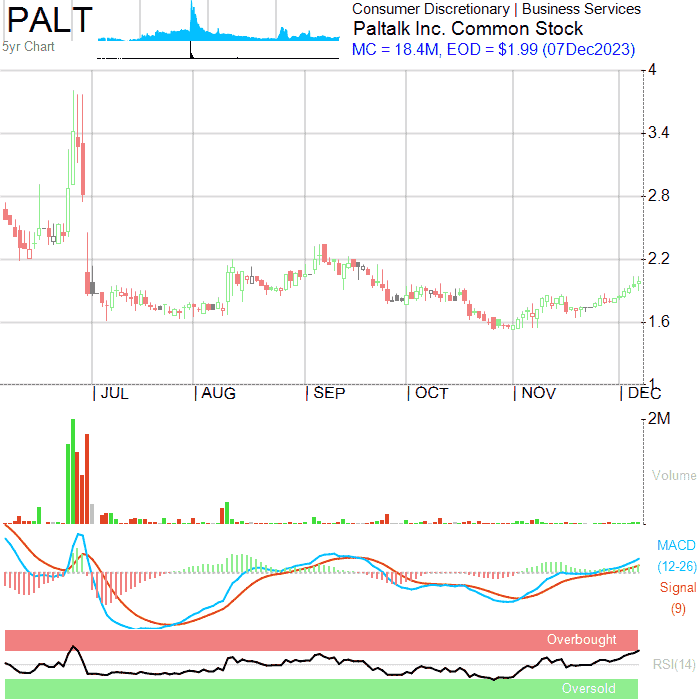 PALT
5yr Chart
Consumer Discretionary | Business Services
Paltalk Inc. Common Stock
MC = 18.4M, EOD = $1.99 (07Dec2023)
4
3.4
2.8
2.2
1.6
1
| JUL | AUG | SEP | OCT | NOV | DEC
2M
Volume
MACD
(12-26)
Signal
(9)
Overbought
RSI(14)
Oversold